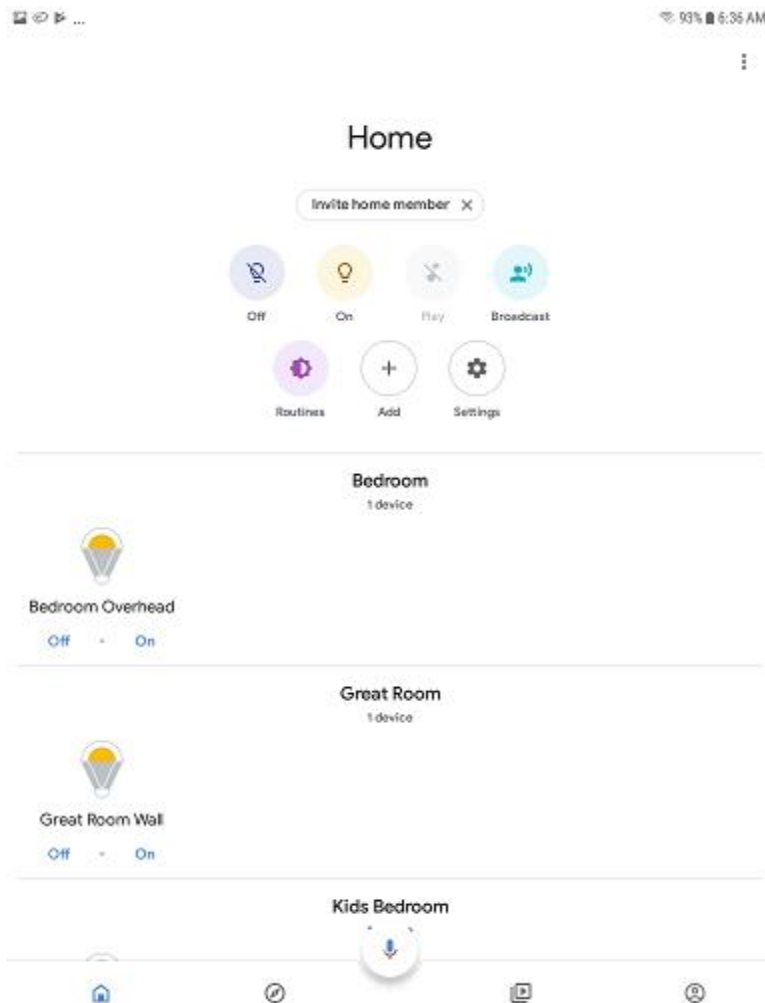 ... 93% 6:36 AM
Home
Invite home member
Off On Play Broadcast
Routines Add Settings
Bedroom
1 device
Bedroom Overhead
Off - On
Great Room
1 device
Great Room Wall
Off - On
Kids Bedroom